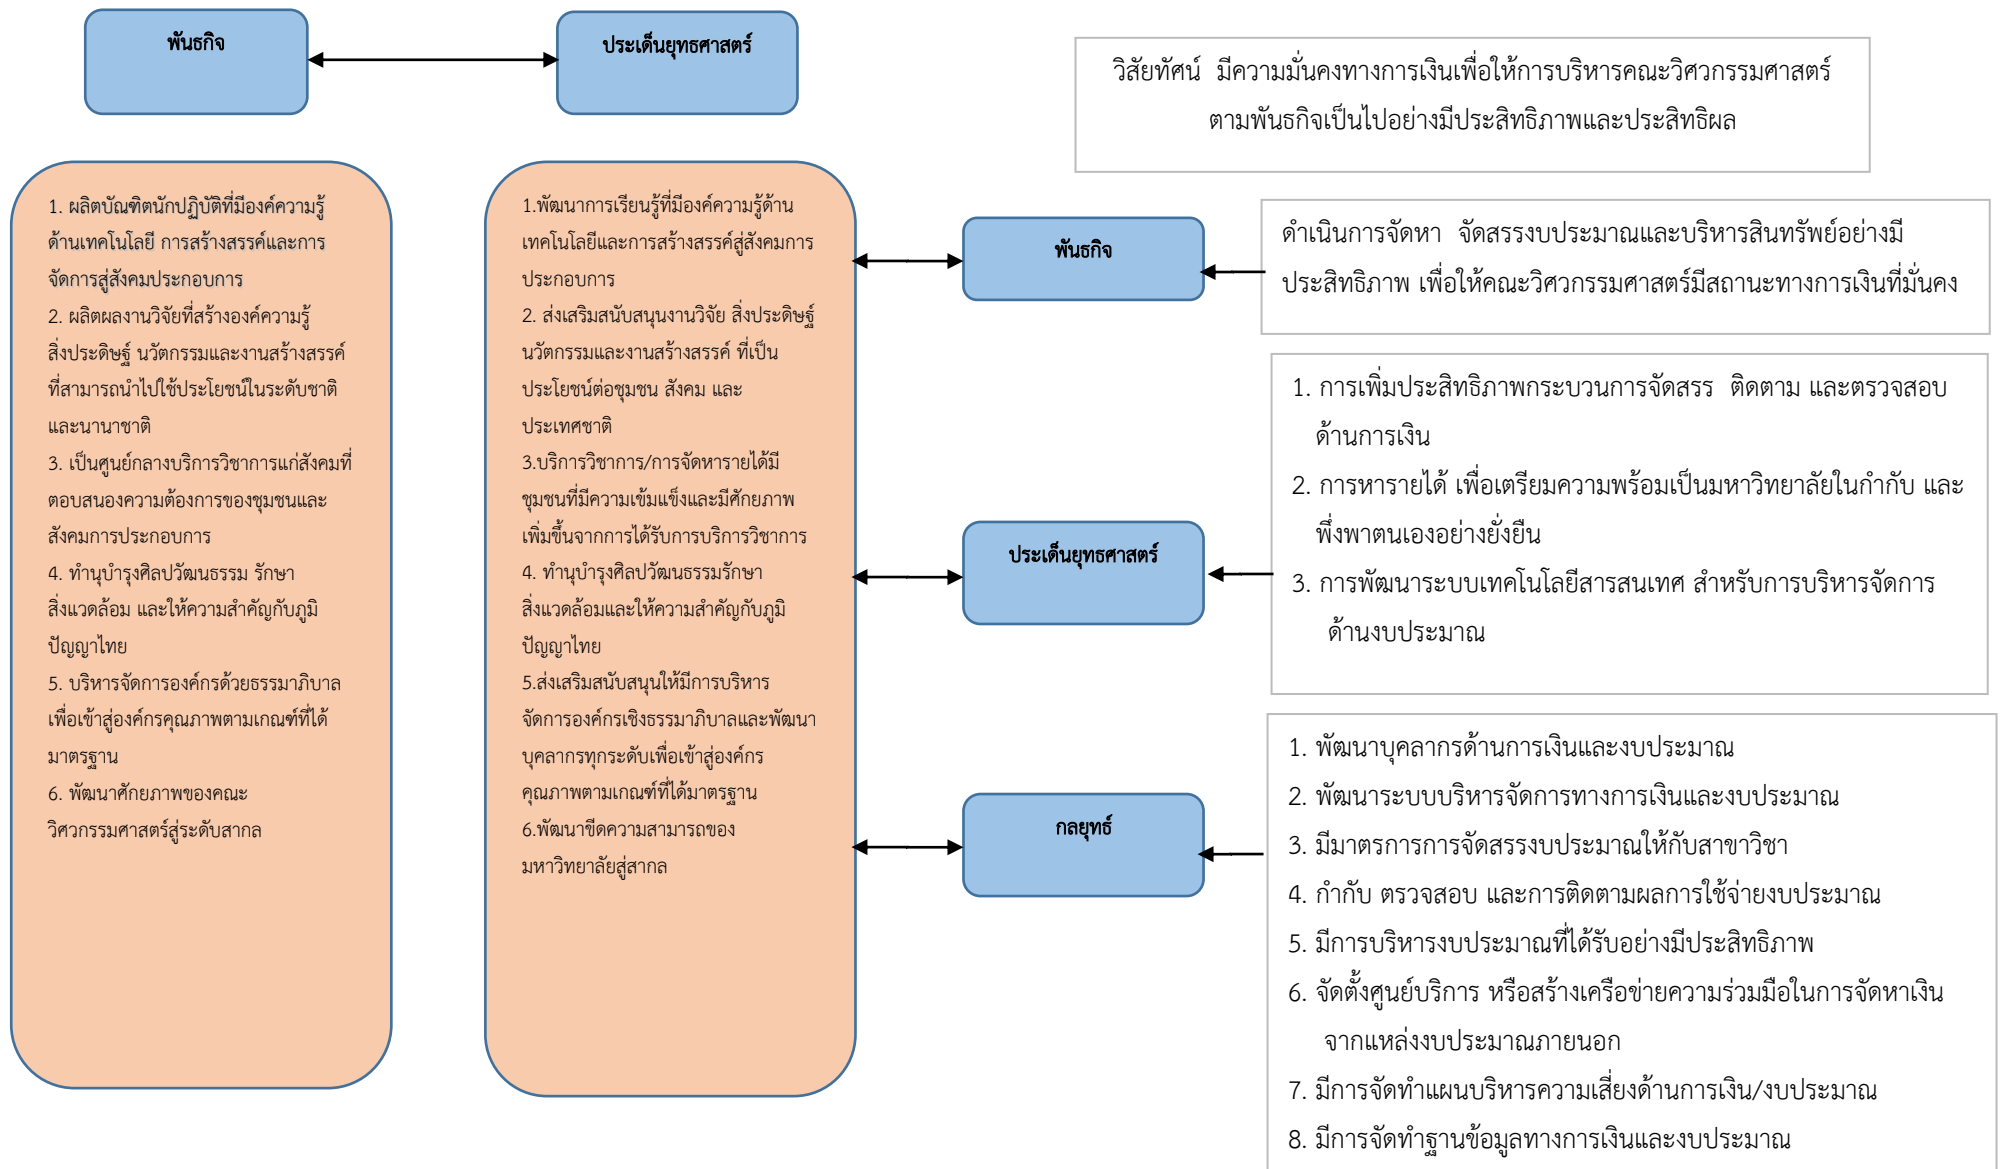 พันธกิจ
ประเด็นยุทธศาสตร์
วิสัยทัศน์ มีความมั่นคงทางการเงินเพื่อให้การบริหารคณะวิศวกรรมศาสตร์
ตามพันธกิจเป็นไปอย่างมีประสิทธิภาพและประสิทธิผล
1. ผลิตบัณฑิตนักปฏิบัติที่มีองค์ความรู้
ด้านเทคโนโลยี การสร้างสรรค์และการ
จัดการสู่สังคมประกอบการ
2. ผลิตผลงานวิจัยที่สร้างองค์ความรู้
สิ่งประดิษฐ์ นวัตกรรมและงานสร้างสรรค์
ที่สามารถนำไปใช้ประโยชน์ในระดับชาติ
และนานาชาติ
3. เป็นศูนย์กลางบริการวิชาการแก่สังคมที่
ตอบสนองความต้องการของชุมชนและ
สังคมการประกอบการ
4. ทำนุบำรุงศิลปวัฒนธรรม รักษา
สิ่งแวดล้อม และให้ความสำคัญกับภูมิ
ปัญญาไทย
5. บริหารจัดการองค์กรด้วยธรรมาภิบาล
เพื่อเข้าสู่องค์กรคุณภาพตามเกณฑ์ที่ได้
มาตรฐาน
6. พัฒนาศักยภาพของคณะ
วิศวกรรมศาสตร์สู่ระดับสากล
1.พัฒนาการเรียนรู้ที่มีองค์ความรู้ด้าน
เทคโนโลยีและการสร้างสรรค์สู่สังคมการ
ประกอบการ
2. ส่งเสริมสนับสนุนงานวิจัย สิ่งประดิษฐ์
นวัตกรรมและงานสร้างสรรค์ ที่เป็น
ประโยชน์ต่อชุมชน สังคม และ
ประเทศชาติ
3.บริการวิชาการ/การจัดหารายได้มี
ชุมชนที่มีความเข้มแข็งและมีศักยภาพ
เพิ่มขึ้นจากการได้รับการบริการวิชาการ
4. ทำนุบำรุงศิลปวัฒนธรรมรักษา
สิ่งแวดล้อมและให้ความสำคัญกับภูมิ
ปัญญาไทย
5.ส่งเสริมสนับสนุนให้มีการบริหาร
จัดการองค์กรเชิงธรรมาภิบาลและพัฒนา
บุคลากรทุกระดับเพื่อเข้าสู่องค์กร
คุณภาพตามเกณฑ์ที่ได้มาตรฐาน
6.พัฒนาขีดความสามารถของ
มหาวิทยาลัยสู่สากล
พันธกิจ
ดำเนินการจัดหา จัดสรรงบประมาณและบริหารสินทรัพย์อย่างมี
ประสิทธิภาพ เพื่อให้คณะวิศวกรรมศาสตร์มีสถานะทางการเงินที่มั่นคง
ประเด็นยุทธศาสตร์
1. การเพิ่มประสิทธิภาพกระบวนการจัดสรร ติดตาม และตรวจสอบ
ด้านการเงิน
2. การหารายได้ เพื่อเตรียมความพร้อมเป็นมหาวิทยาลัยในกำกับ และ
พึ่งพาตนเองอย่างยั่งยืน
3. การพัฒนาระบบเทคโนโลยีสารสนเทศ สำหรับการบริหารจัดการ
ด้านงบประมาณ
กลยุทธ์
1. พัฒนาบุคลากรด้านการเงินและงบประมาณ
2. พัฒนาระบบบริหารจัดการทางการเงินและงบประมาณ
3. มีมาตรการการจัดสรรงบประมาณให้กับสาขาวิชา
4. กำกับ ตรวจสอบ และการติดตามผลการใช้จ่ายงบประมาณ
5. มีการบริหารงบประมาณที่ได้รับอย่างมีประสิทธิภาพ
6. จัดตั้งศูนย์บริการ หรือสร้างเครือข่ายความร่วมมือในการจัดหาเงิน
จากแหล่งงบประมาณภายนอก
7. มีการจัดทำแผนบริหารความเสี่ยงด้านการเงิน/งบประมาณ
8. มีการจัดทำฐานข้อมูลทางการเงินและงบประมาณ